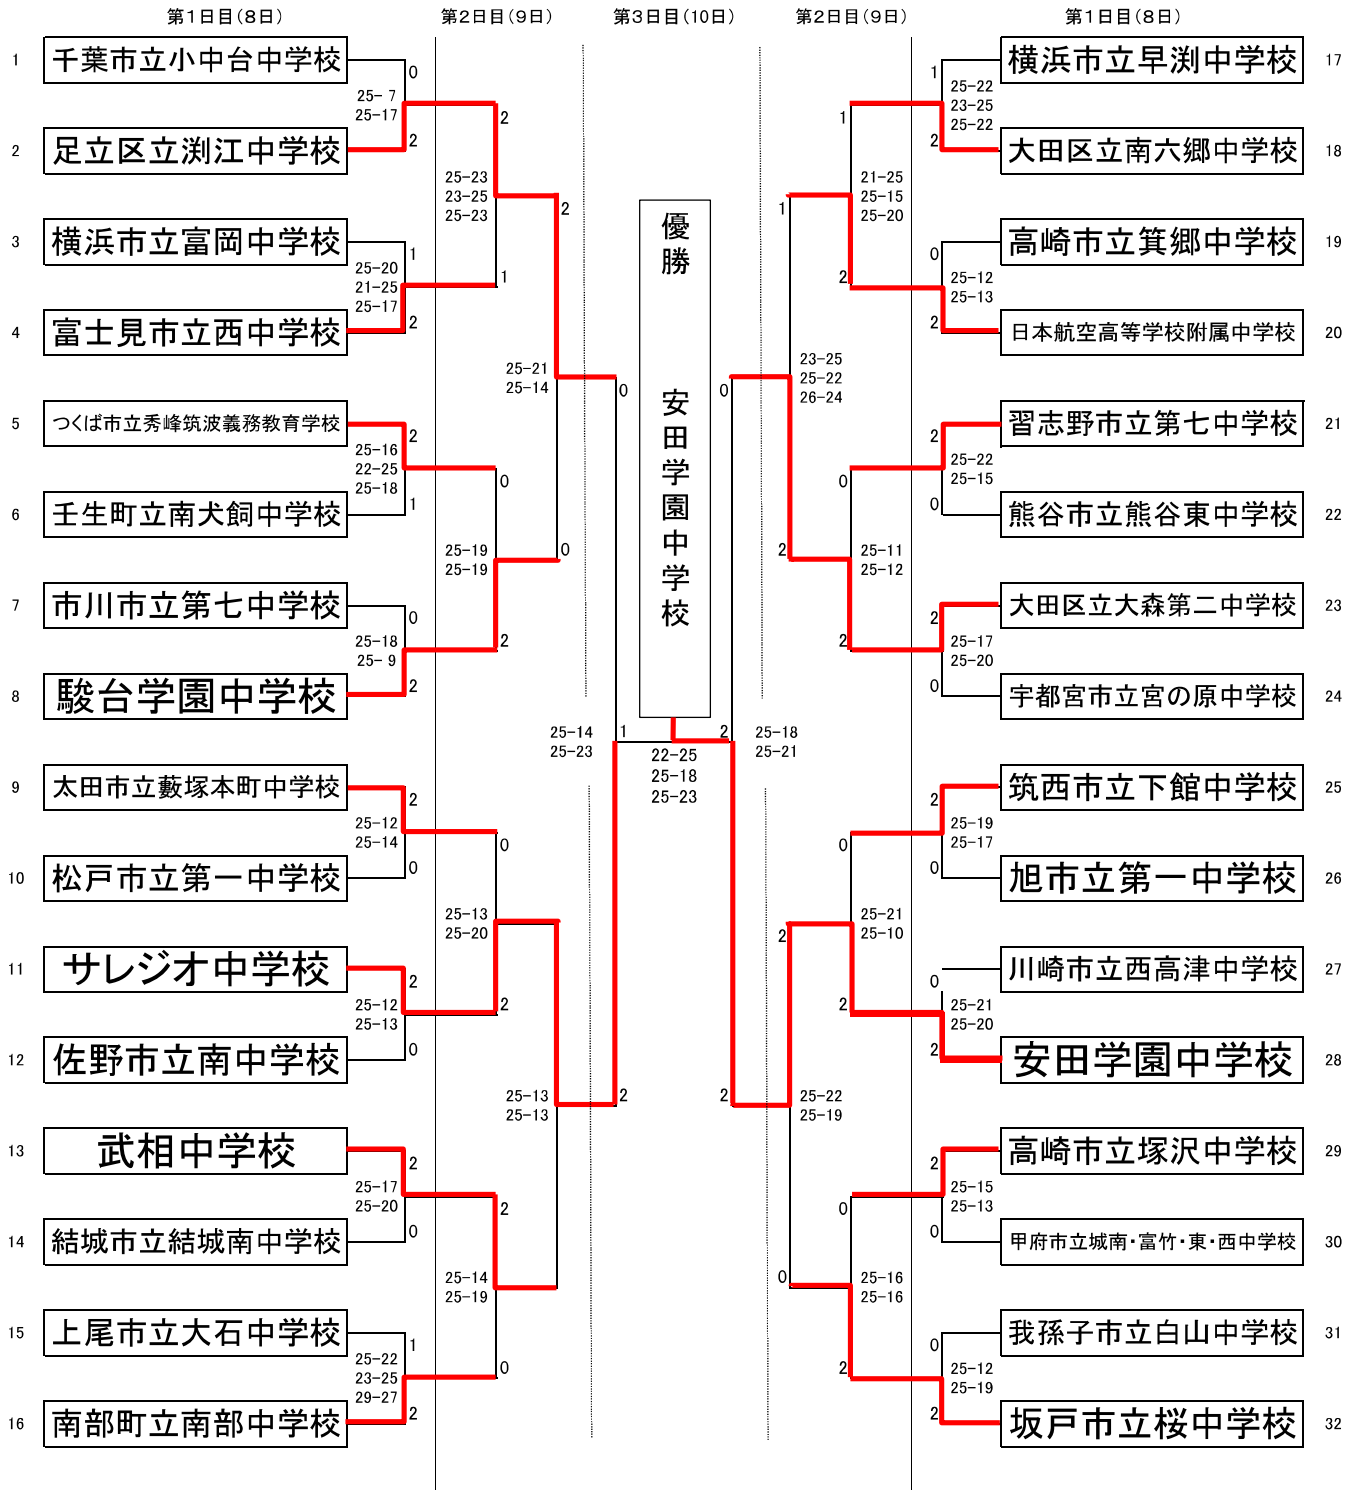 第1日目(8日)
第2日目(9日)
第3日目(10日)
第2日目(9日)
第1日目(8日)
1 千葉市立小中台中学校 0
25- 7
25-17
2 足立区立渕江中学校 2
2
25-23
23-25
25-23
3 横浜市立富岡中学校 1
25-20
21-25
25-17
4 富士見市立西中学校 2
1
2
25-21
25-14
5 つくば市立秀峰筑波義務教育学校 2
25-16
22-25
25-18
6 壬生町立南犬飼中学校 1
0
25-19
25-19
0
7 市川市立第七中学校 0
25-18
25- 9
8 駿台学園中学校 2
2
0
25-14
25-23
9 太田市立藪塚本町中学校 2
25-12
25-14
10 松戸市立第一中学校 0
0
25-13
25-20
11 サレジオ中学校 2
25-12
25-13
12 佐野市立南中学校 0
2
25-13
25-13
2
13 武相中学校 2
25-17
25-20
14 結城市立結城南中学校 0
2
25-14
25-19
15 上尾市立大石中学校 1
25-22
23-25
29-27
16 南部町立南部中学校 2
0
優勝 安田学園中学校
1 2
22-25
25-18
25-23
1 横浜市立早渕中学校 17
25-22
23-25
25-22
2 大田区立南六郷中学校 18
1
21-25
25-15
25-20
0 高崎市立箕郷中学校 19
25-12
25-13
2 日本航空高等学校附属中学校 20
2
1
23-25
25-22
26-24
0
2 習志野市立第七中学校 21
25-22
25-15
0 熊谷市立熊谷東中学校 22
0
25-11
25-12
2
2 大田区立大森第二中学校 23
25-17
25-20
0 宇都宮市立宮の原中学校 24
2
25-18
25-21
2 筑西市立下館中学校 25
25-19
25-17
0 旭市立第一中学校 26
0
25-21
25-10
2
0 川崎市立西高津中学校 27
25-21
25-20
2 安田学園中学校 28
2
25-22
25-19
2
2 高崎市立塚沢中学校 29
25-15
25-13
0 甲府市立城南・富竹・東・西中学校 30
0
25-16
25-16
0
0 我孫子市立白山中学校 31
25-12
25-19
2 坂戸市立桜中学校 32
2